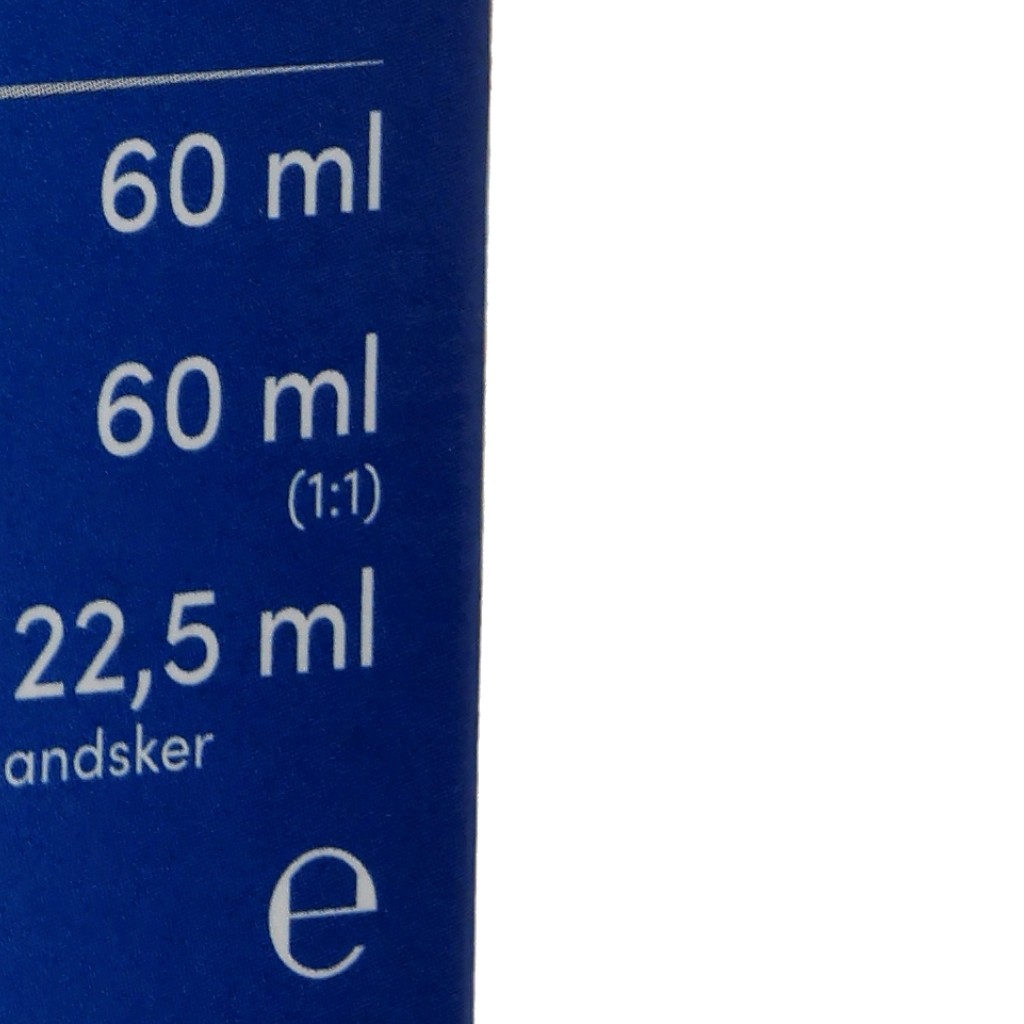 60 ml
60 ml
(1:1)
22,5 ml
andsker
e